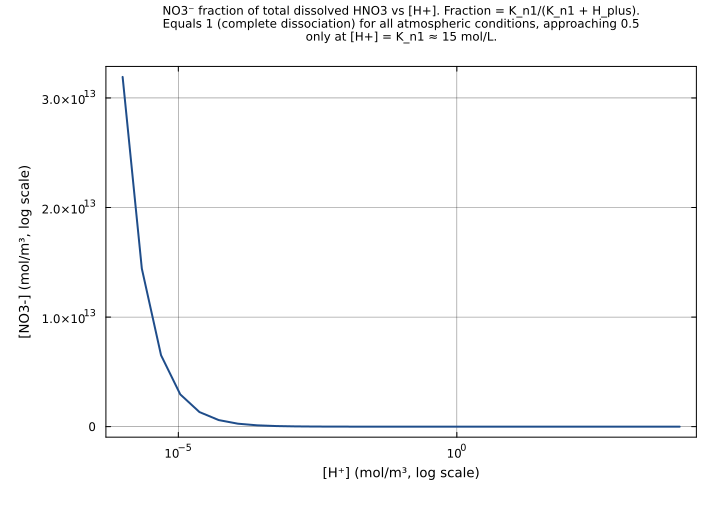 NO3⁻ fraction of total dissolved HNO3 vs [H+]. Fraction = K_n1/(K_n1 + H_plus).
Equals 1 (complete dissociation) for all atmospheric conditions, approaching 0.5
only at [H+] = K_n1 ≈ 15 mol/L.
[NO3-] (mol/m³, log scale)
3.0×10¹³
2.0×10¹³
1.0×10¹³
0
10⁻⁵
10⁰
[H⁺] (mol/m³, log scale)